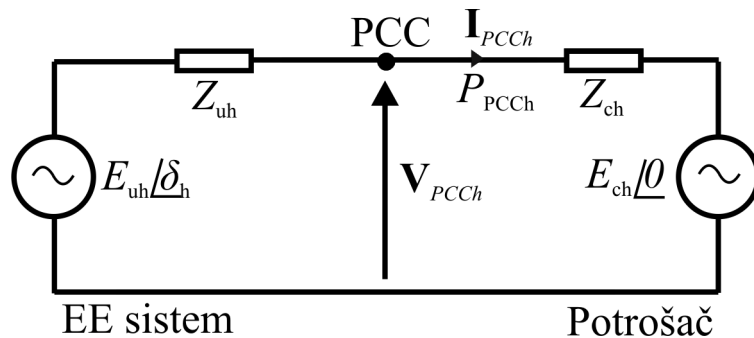 PCC
I_PCCh
Z_uh
P_PCCh
Z_ch
E_uh∠δ_h
V_PCCh
E_ch∠0
EE sistem
Potrošač